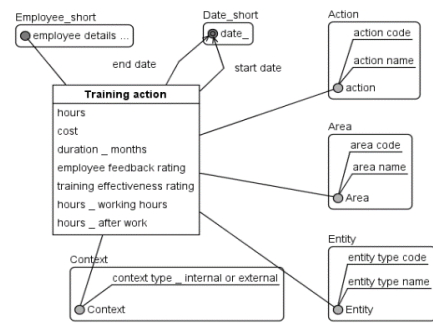 Employee_short
employee details ...
Date_short
date_
end date
start date
Training action
hours
cost
duration _ months
employee feedback rating
training effectiveness rating
hours _ working hours
hours _ after work
Action
action code
action name
action
Area
area code
area name
Area
Entity
entity type code
entity type name
Entity
Context
context type _ internal or external
Context